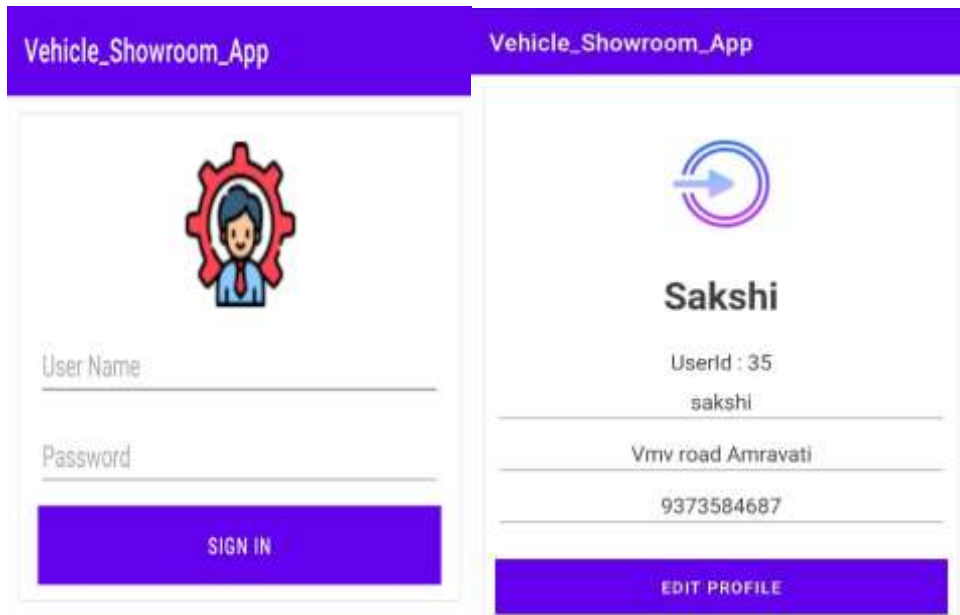 Vehicle_Showroom_App
User Name
Password
SIGN IN
Vehicle_Showroom_App
Sakshi
UserId : 35
sakshi
Vmv road Amravati
9373584687
EDIT PROFILE